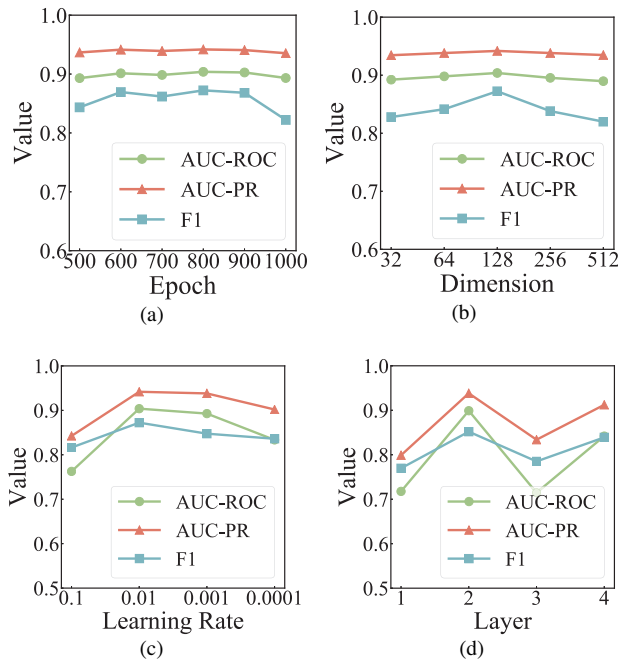 1.0
0.9
0.8
0.7
0.6
Value
AUC-ROC
AUC-PR
F1
500 600 700 800 900 1000
Epoch
(a)
1.0
0.9
0.8
0.7
0.6
Value
AUC-ROC
AUC-PR
F1
32 64 128 256 512
Dimension
(b)
1.0
0.9
0.8
0.7
0.6
0.5
Value
AUC-ROC
AUC-PR
F1
0.1 0.01 0.001 0.0001
Learning Rate
(c)
1.0
0.9
0.8
0.7
0.6
0.5
Value
AUC-ROC
AUC-PR
F1
1 2 3 4
Layer
(d)